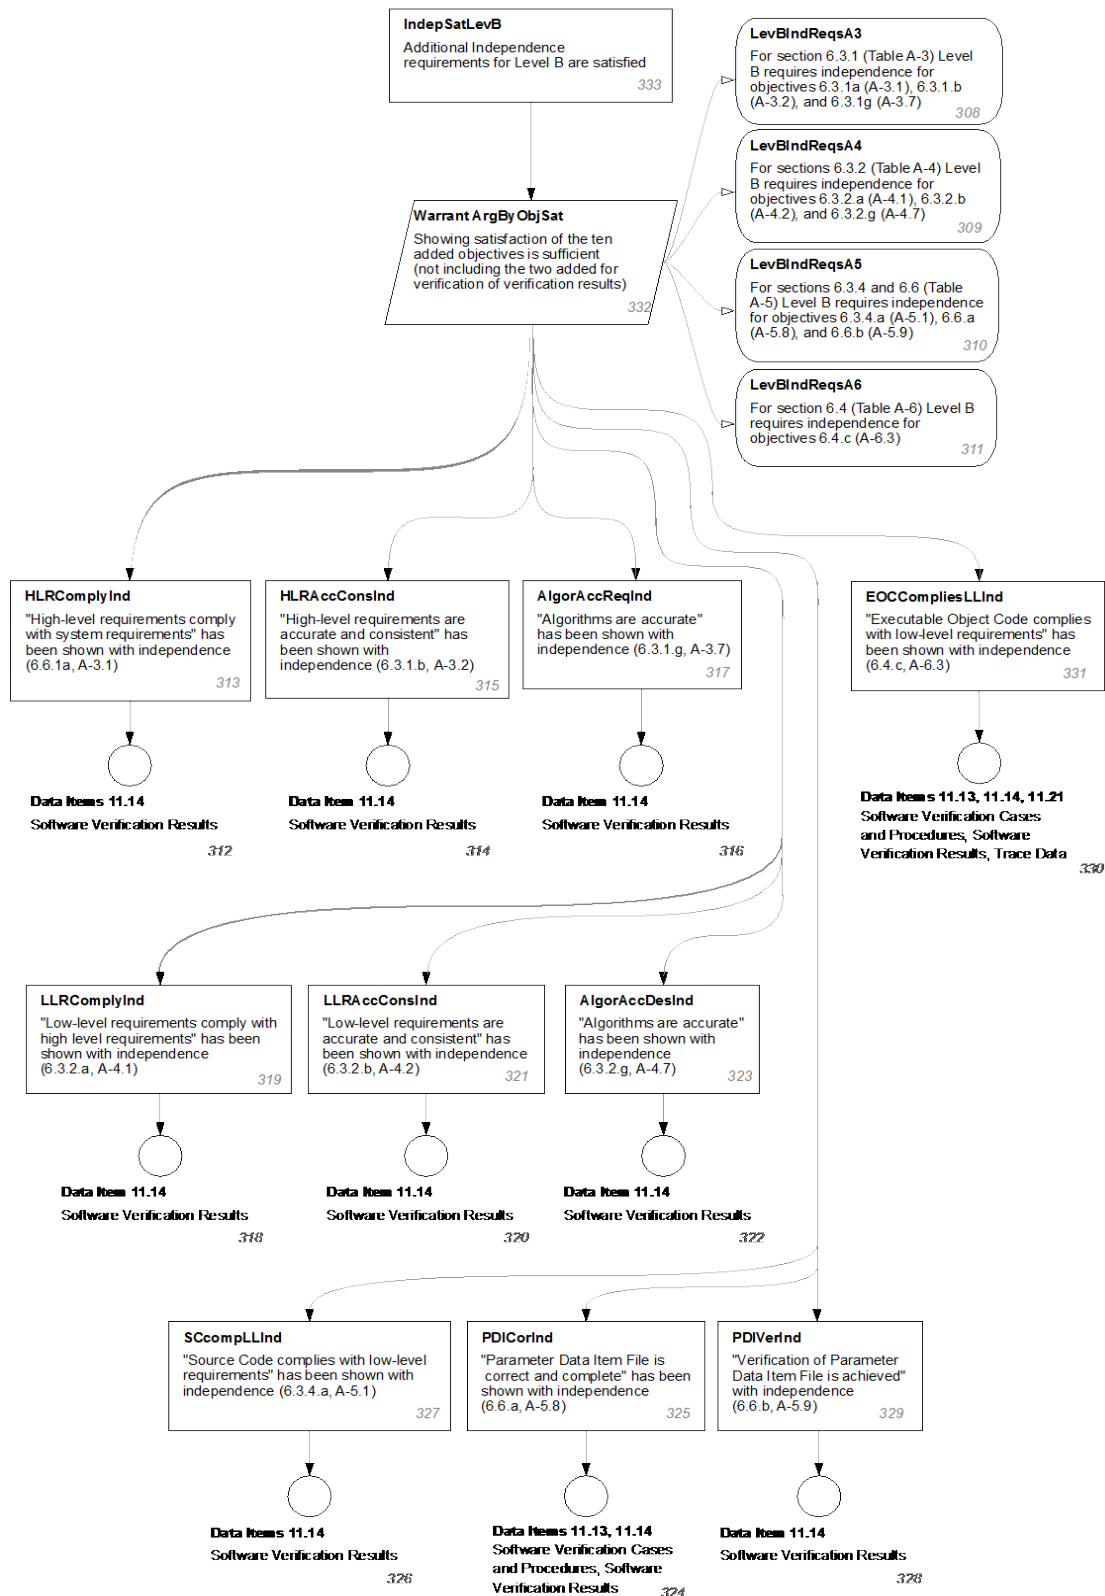 IndepSatLevB
Additional Independence
requirements for Level B are satisfied
333
LevBIndReqsA3
For section 6.3.1 (Table A-3) Level
B requires independence for
objectives 6.3.1a (A-3.1), 6.3.1.b
(A-3.2), and 6.3.1g (A-3.7)
308
LevBIndReqsA4
For sections 6.3.2 (Table A-4) Level
B requires independence for
objectives 6.3.2.a (A-4.1), 6.3.2.b
(A-4.2), and 6.3.2.g (A-4.7)
309
Warrant ArgByObjSat
Showing satisfaction of the ten
added objectives is sufficient
(not including the two added for
verification of verification results)
332
LevBIndReqsA5
For sections 6.3.4 and 6.6 (Table
A-5) Level B requires independence
for objectives 6.3.4.a (A-5.1), 6.6.a
(A-5.8), and 6.6.b (A-5.9)
310
LevBIndReqsA6
For section 6.4 (Table A-6) Level B
requires independence for
objectives 6.4.c (A-6.3)
311
HLRComplyInd
"High-level requirements comply
with system requirements" has
been shown with independence
(6.6.1a, A-3.1)
313
HLRAccConsInd
"High-level requirements are
accurate and consistent" has
been shown with
independence (6.3.1.b, A-3.2)
315
AlgorAccReqInd
"Algorithms are accurate"
has been shown with
independence (6.3.1.g, A-3.7)
317
EOCCompliesLLInd
"Executable Object Code complies
with low-level requirements" has
been shown with independence
(6.4.c, A-6.3)
331
Data Items 11.14
Software Verification Results
312
Data Item 11.14
Software Verification Results
314
Data Item 11.14
Software Verification Results
316
Data Items 11.13, 11.14, 11.21
Software Verification Cases
and Procedures, Software
Verification Results, Trace Data
330
LLRComplyInd
"Low-level requirements comply with
high level requirements" has been
shown with independence
(6.3.2.a, A-4.1)
319
LLRAccConsInd
"Low-level requirements are
accurate and consistent" has
been shown with independence
(6.3.2.b, A-4.2)
321
AlgorAccDesInd
"Algorithms are accurate"
has been shown with
independence
(6.3.2.g, A-4.7)
323
Data Item 11.14
Software Verification Results
318
Data Item 11.14
Software Verification Results
320
Data Item 11.14
Software Verification Results
322
SCcompLLInd
"Source Code complies with low-level
requirements" has been shown with
independence (6.3.4.a, A-5.1)
327
PDICorInd
"Parameter Data Item File is
correct and complete" has been
shown with independence
(6.6.a, A-5.8)
325
PDIVerInd
"Verification of Parameter
Data Item File is achieved"
with independence
(6.6.b, A-5.9)
329
Data Items 11.14
Software Verification Results
326
Data Items 11.13, 11.14
Software Verification Cases
and Procedures, Software
Verification Results
324
Data Item 11.14
Software Verification Results
328